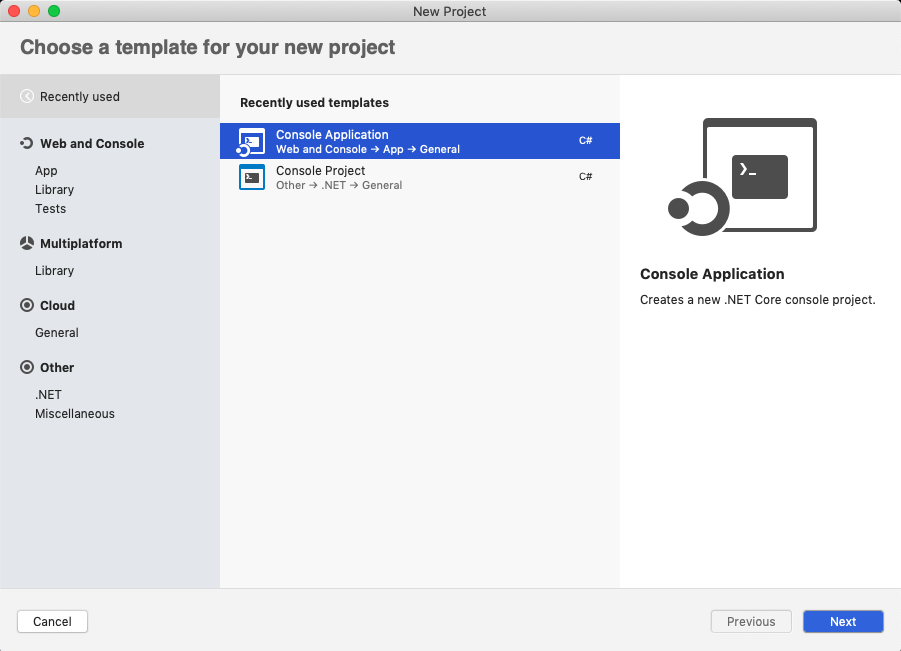 New Project
Choose a template for your new project
Recently used
Web and Console
App
Library
Tests
Multiplatform
Library
Cloud
General
Other
.NET
Miscellaneous
Recently used templates
Console Application
Web and Console → App → General
C#
Console Project
Other → .NET → General
C#
Console Application
Creates a new .NET Core console project.
Cancel
Previous
Next